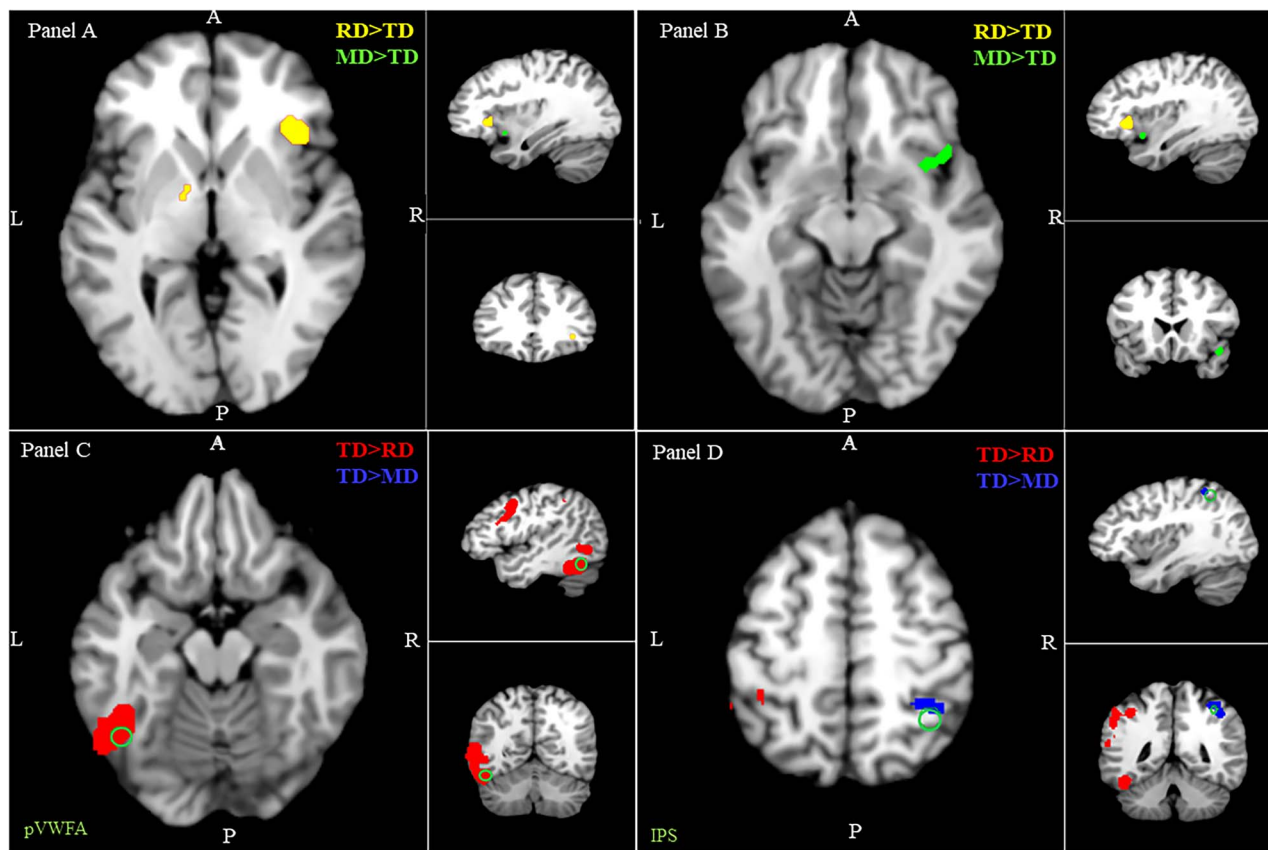 Panel A
A
RD>TD
MD>TD
L
R
P
Panel B
A
RD>TD
MD>TD
L
R
P
Panel C
A
TD>RD
TD>MD
L
R
pVWFA
P
Panel D
A
TD>RD
TD>MD
L
R
IPS
P